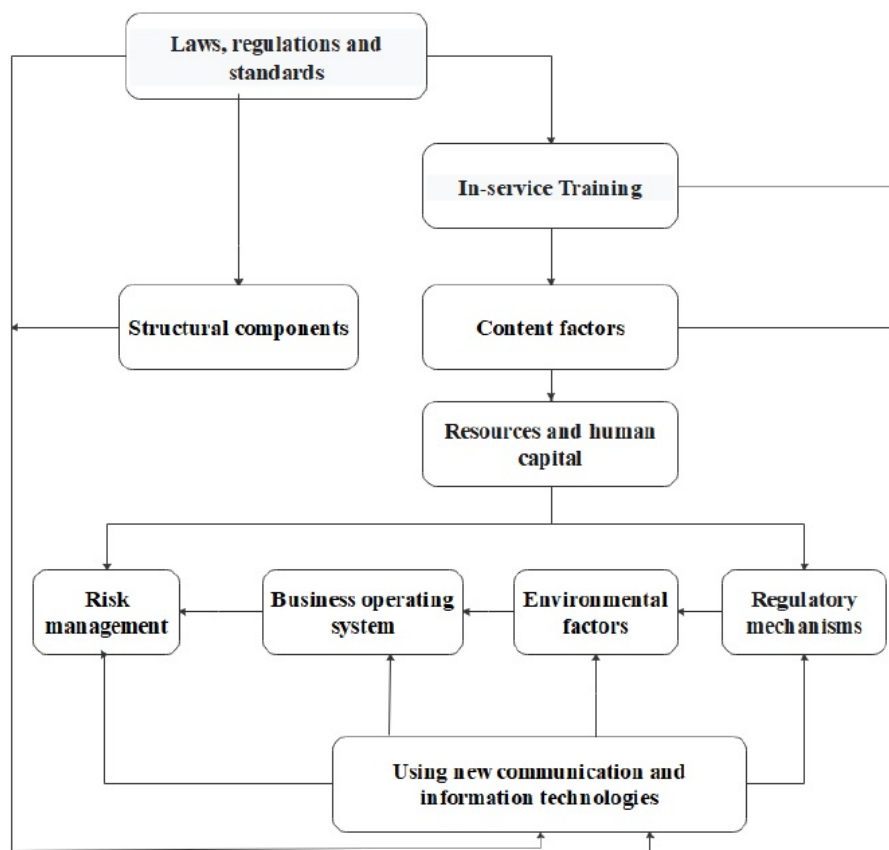 Laws, regulations and
standards
In-service Training
Structural components
Content factors
Resources and human
capital
Risk
management
Business operating
system
Environmental
factors
Regulatory
mechanisms
Using new communication and
information technologies